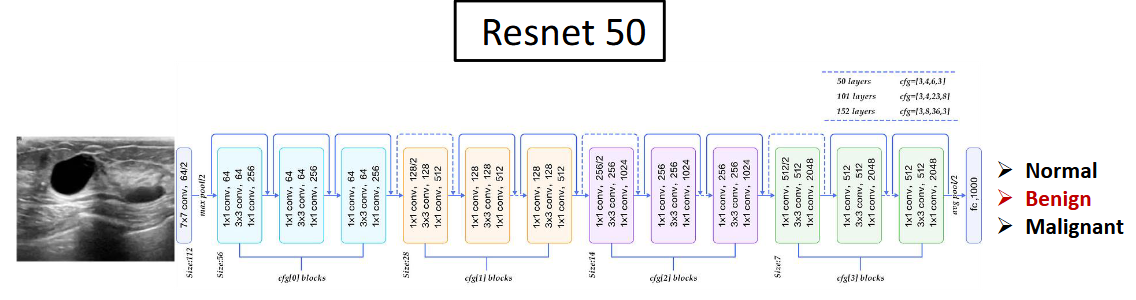 Resnet 50
50 layers cfg=[3,4,6,3]
101 layers cfg=[3,4,23,8]
152 layers cfg=[3,8,36,3]
7x7 conv, 64/2
max pool/2
1x1 conv, 64
3x3 conv, 64
1x1 conv, 256
1x1 conv, 64
3x3 conv, 64
1x1 conv, 256
1x1 conv, 64
3x3 conv, 64
1x1 conv, 256
1x1 conv, 128/2
3x3 conv, 128
1x1 conv, 512
1x1 conv, 128
3x3 conv, 128
1x1 conv, 512
1x1 conv, 128
3x3 conv, 128
1x1 conv, 512
1x1 conv, 256/2
3x3 conv, 256
1x1 conv, 1024
1x1 conv, 256
3x3 conv, 256
1x1 conv, 1024
1x1 conv, 256
3x3 conv, 256
1x1 conv, 1024
1x1 conv, 512/2
3x3 conv, 512
1x1 conv, 2048
1x1 conv, 512
3x3 conv, 512
1x1 conv, 2048
1x1 conv, 512
3x3 conv, 512
1x1 conv, 2048
avg pool/2
fc ,1000
Normal
Benign
Malignant
Size:112
Size:56
cfg[0] blocks
Size:28
cfg[1] blocks
Size:14
cfg[2] blocks
Size:7
cfg[3] blocks